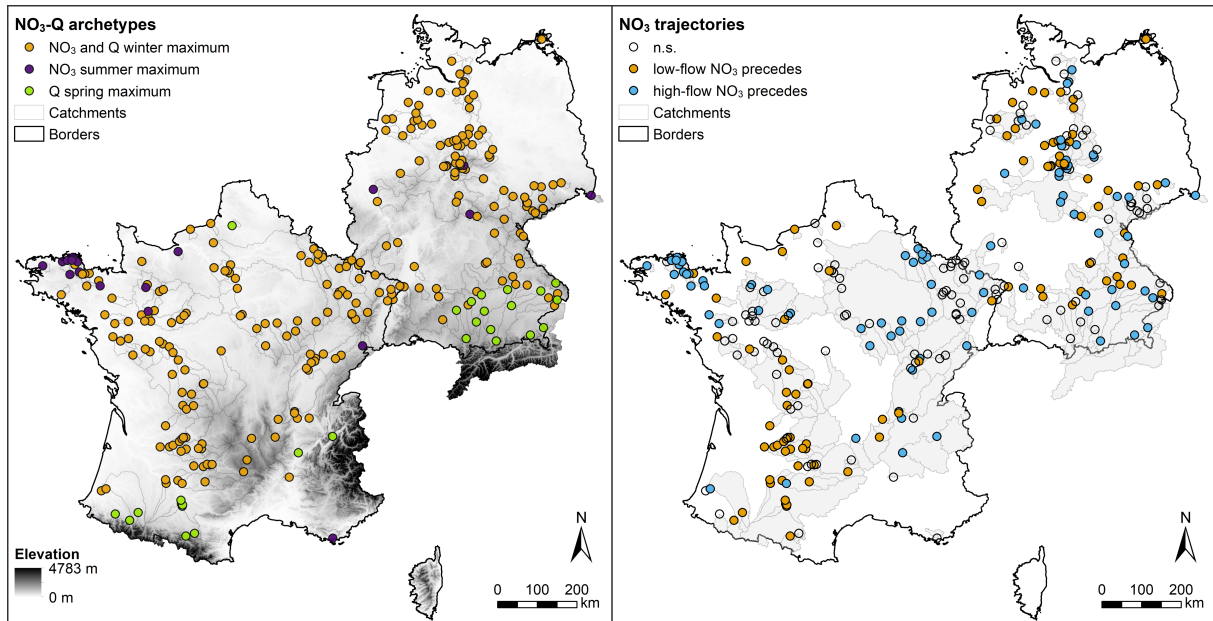 NO₃-Q archetypes
NO₃ and Q winter maximum
NO₃ summer maximum
Q spring maximum
Catchments
Borders
Elevation
4783 m
0 m
N
0 100 200
km
NO₃ trajectories
n.s.
low-flow NO₃ precedes
high-flow NO₃ precedes
Catchments
Borders
N
0 100 200
km